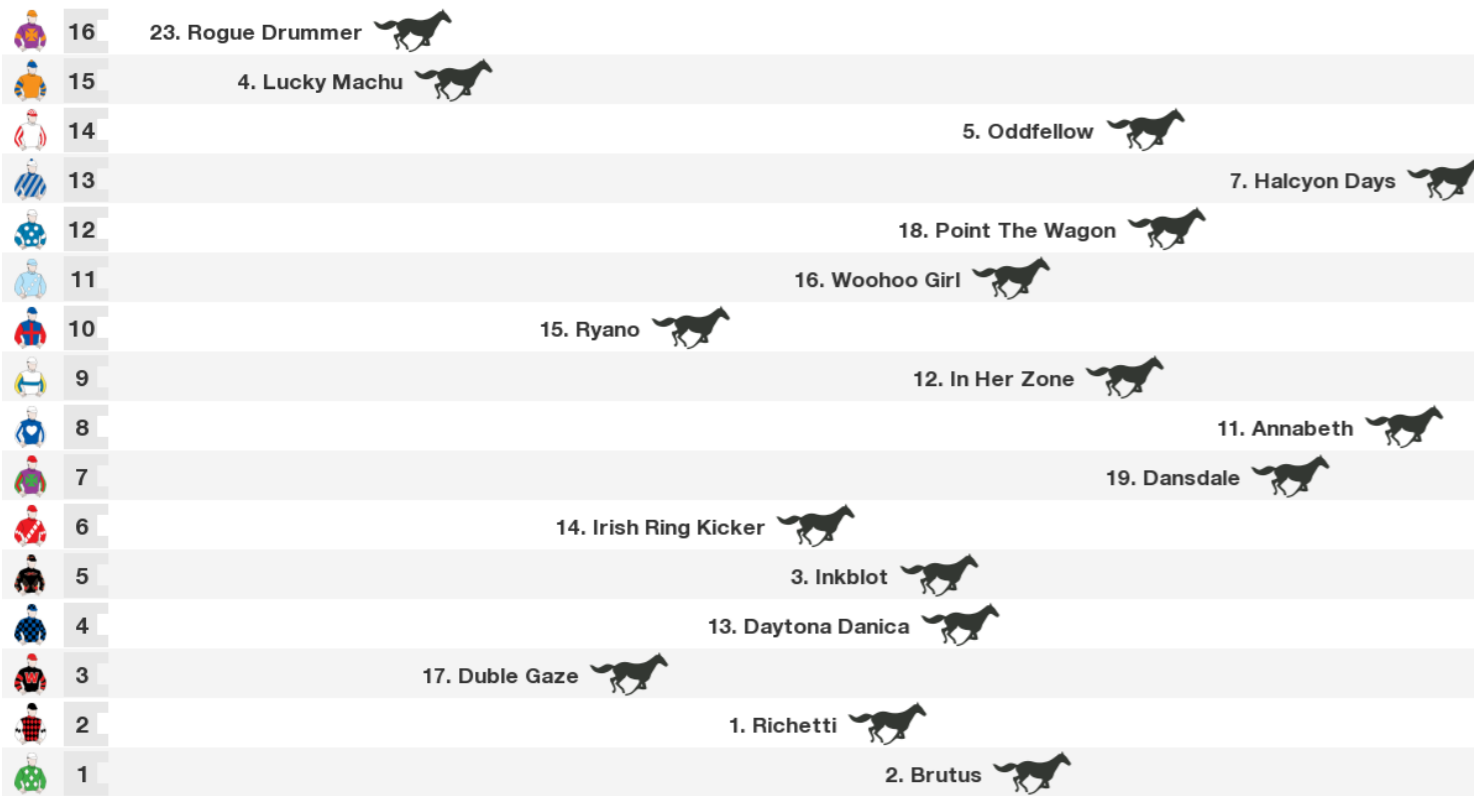 16 23. Rogue Drummer
15 4. Lucky Machu
14 5. Oddfellow
13 7. Halcyon Days
12 18. Point The Wagon
11 16. Woohoo Girl
10 15. Ryano
9 12. In Her Zone
8 11. Annabeth
7 19. Dansdale
6 14. Irish Ring Kicker
5 3. Inkblot
4 13. Daytona Danica
3 17. Duble Gaze
2 1. Richetti
1 2. Brutus